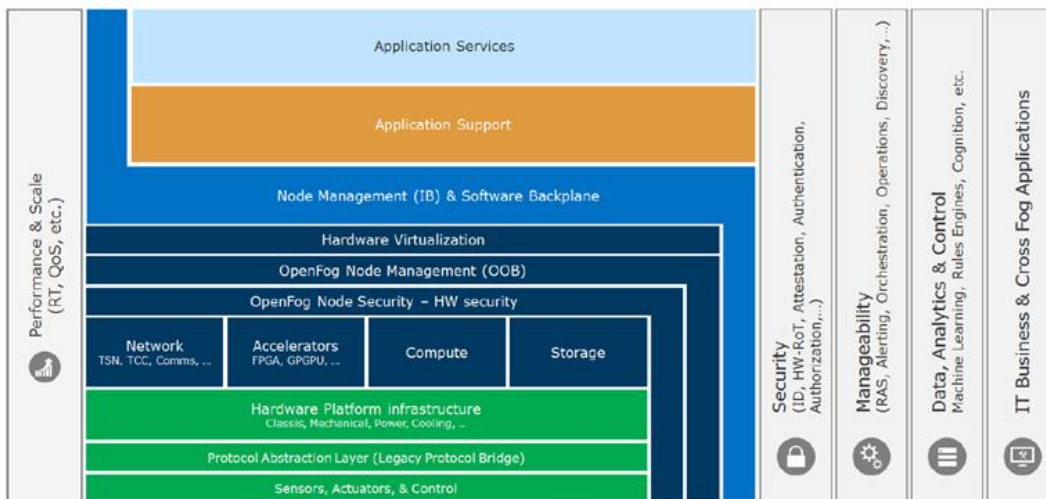 Performance & Scale
(RT, QoS, etc.)
Application Services
Application Support
Node Management (IB) & Software Backplane
Hardware Virtualization
OpenFog Node Management (OOB)
OpenFog Node Security – HW security
Network
TSN, TCC, Comms, ...
Accelerators
FPGA, GPGPU, ...
Compute
Storage
Hardware Platform infrastructure
Classis, Mechanical, Power, Cooling, ...
Protocol Abstraction Layer (Legacy Protocol Bridge)
Sensors, Actuators, & Control
Security
(ID, HW-RoT, Attestation, Authentication,
Authorization,...)
Manageability
(RAS, Alerting, Orchestration, Operations, Discovery,...)
Data, Analytics & Control
Machine Learning, Rules Engines, Cognition, etc.
IT Business & Cross Fog Applications